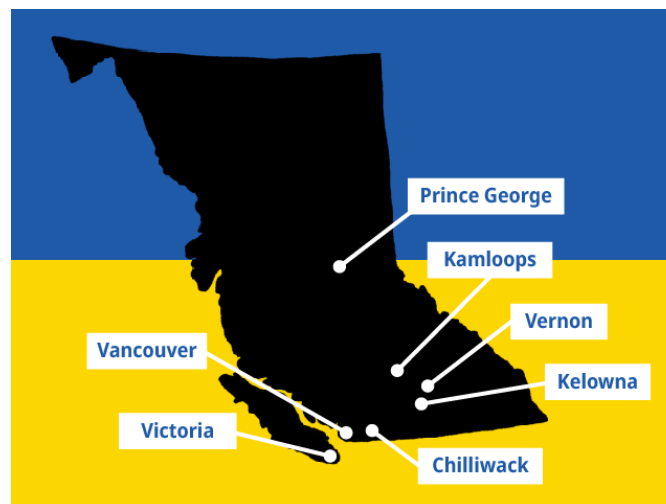 Prince George
Kamloops
Vernon
Vancouver
Kelowna
Victoria
Chilliwack